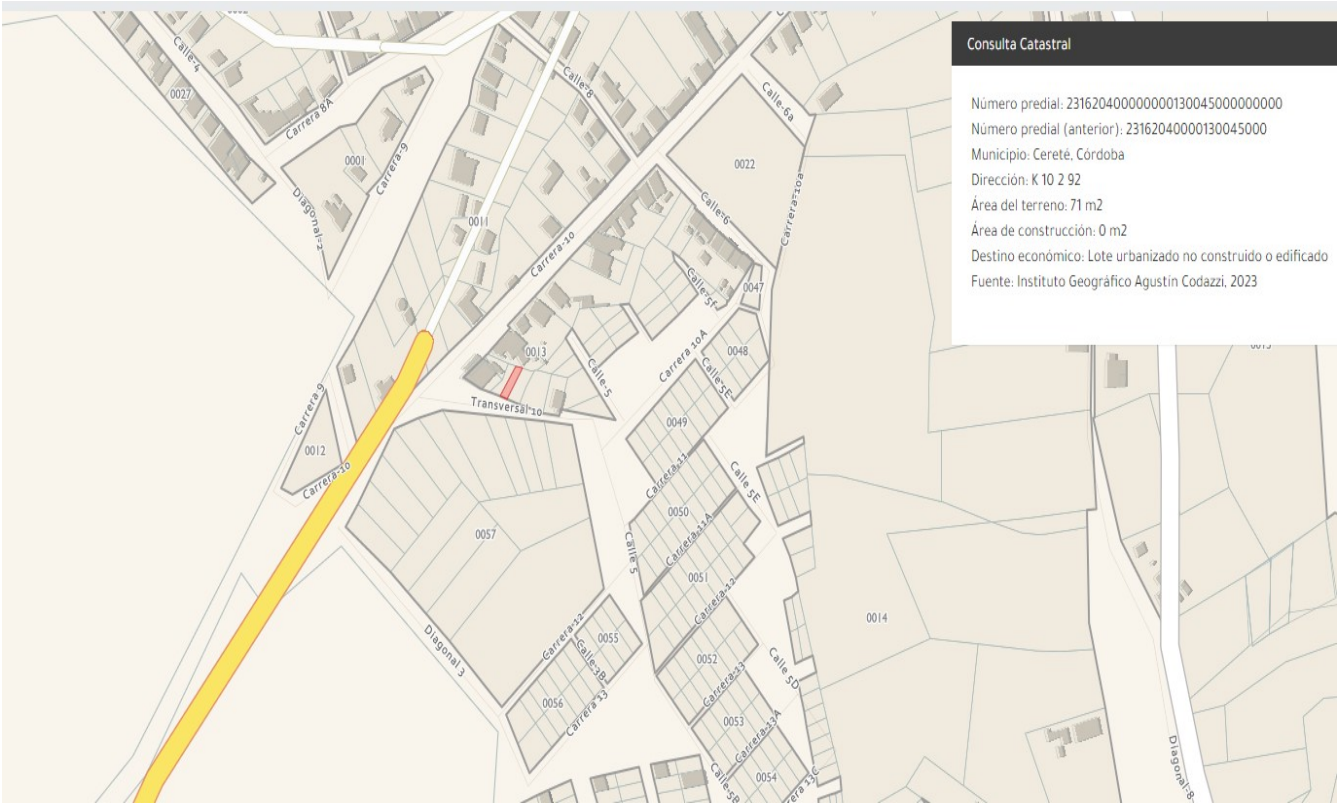 Consulta Catastral
Número predial: 231620400000000130045000000000
Número predial (anterior): 23162040000130045000
Municipio: Cereté, Córdoba
Dirección: K 10 2 92
Área del terreno: 71 m2
Área de construcción: 0 m2
Destino económico: Lote urbanizado no construido o edificado
Fuente: Instituto Geográfico Agustín Codazzi, 2023
Calle-4
0027
Carrera 8A
0001
Carrera-9
Diagonal-2
Calle-8
0011
Carrera-10
Calle-6a
0022
Calle-6
Carrera-10a
Calle-5f
0047
0013
Calle-5
Carrera 10A
0048
Calle-5E
Transversal 10
Carrera-9
0012
Carrera-10
0049
Carrera-11
Calle 5E
0050
Carrera-11A
0057
Calle 5
0051
Carrera-12
0014
Carrera-12
0055
Calle-3B
Diagonal 3
0056
Carrera 13
0052
Carrera-13
Calle 5D
0053
Carrera-13A
0054
Calle-5B
Carrera 13C
Diagonal-8